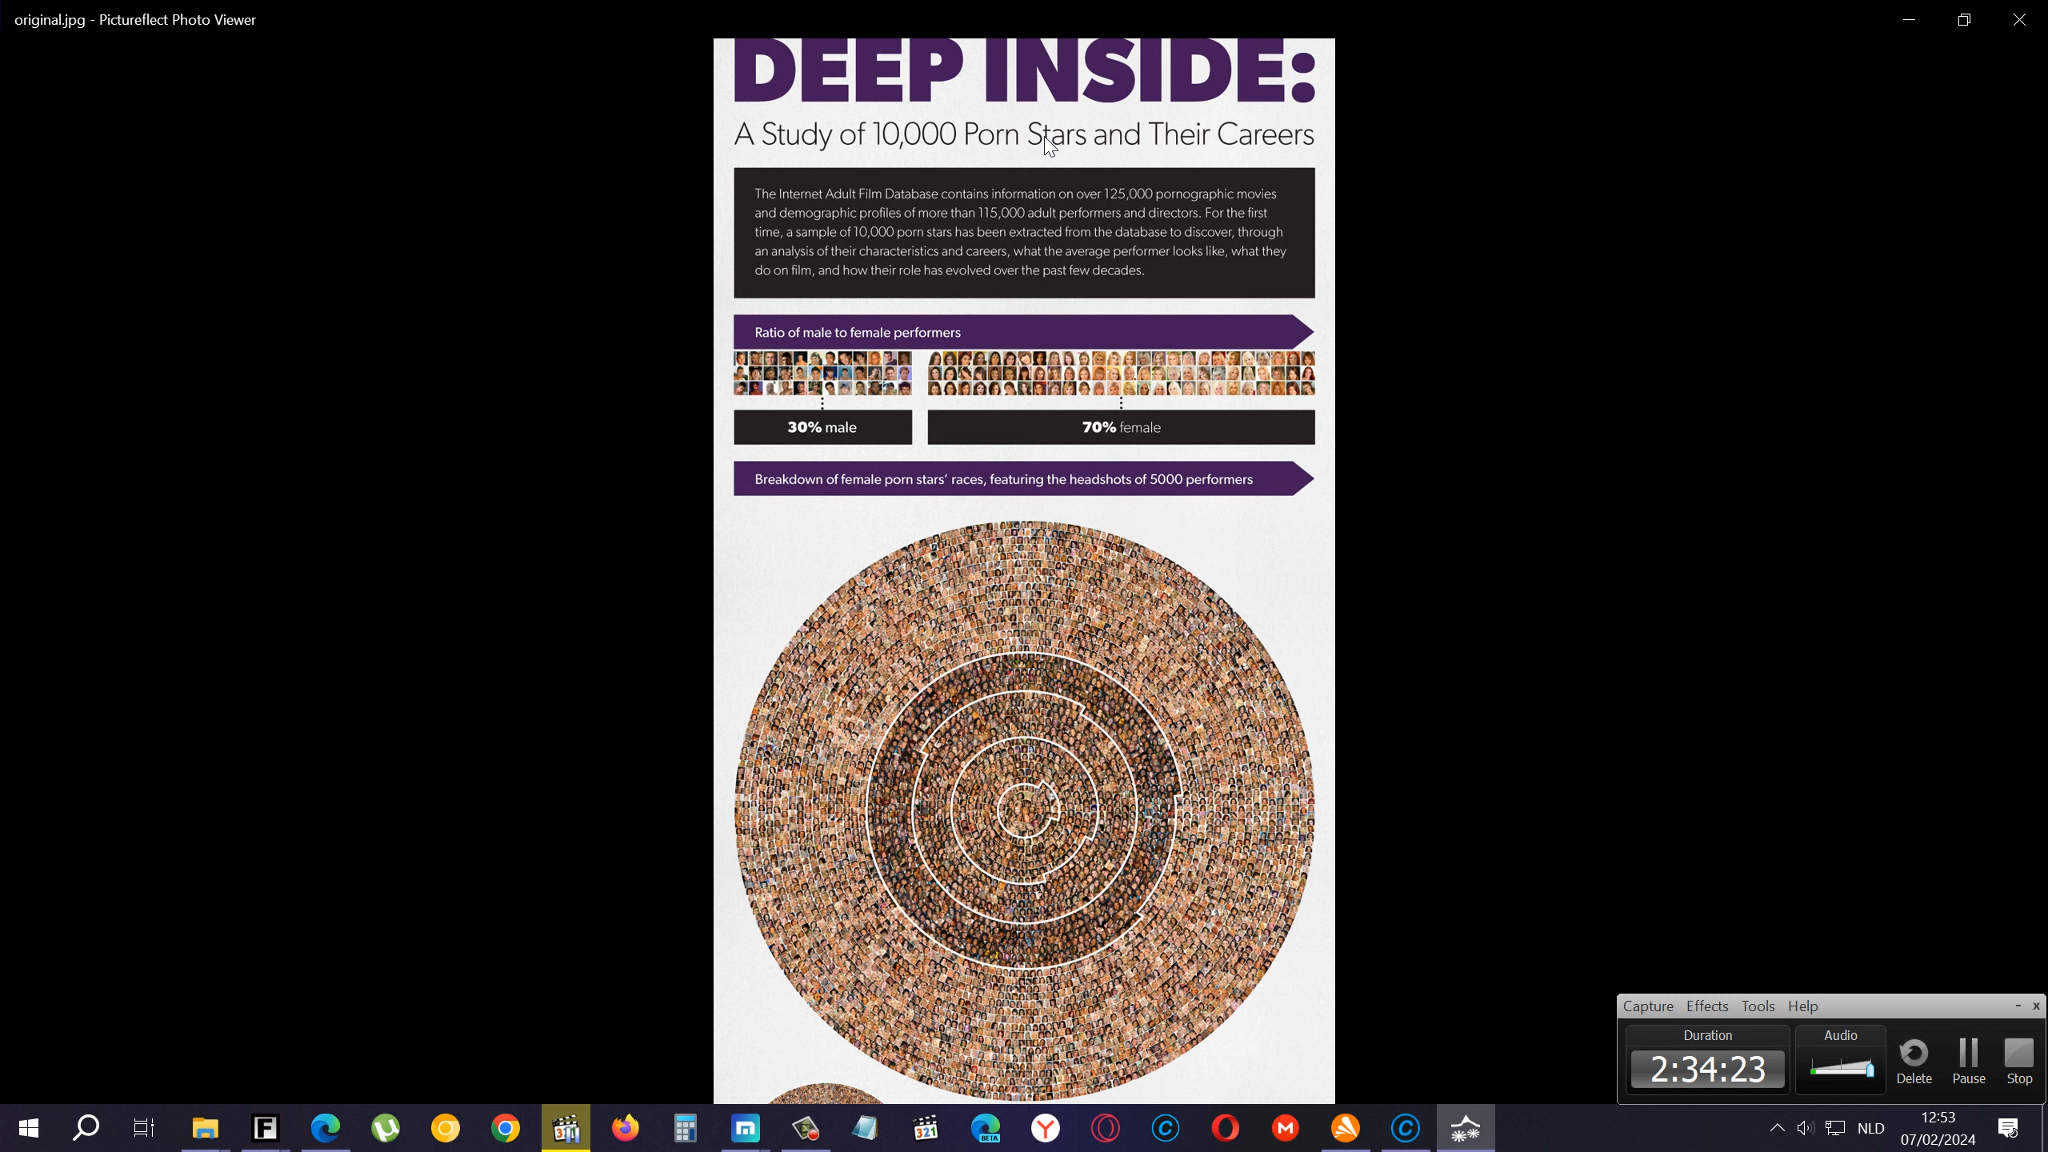 original.jpg - Pictureflect Photo Viewer
DEEP INSIDE:
A Study of 10,000 Porn Stars and Their Careers
The Internet Adult Film Database contains information on over 125,000 pornographic movies
and demographic profiles of more than 115,000 adult performers and directors. For the first
time, a sample of 10,000 porn stars has been extracted from the database to discover, through
an analysis of their characteristics and careers, what the average performer looks like, what they
do on film, and how their role has evolved over the past few decades.
Ratio of male to female performers
30% male
70% female
Breakdown of female porn stars' races, featuring the headshots of 5000 performers
Capture Effects Tools Help
Duration
Audio
2:34:23
Delete
Pause
Stop
321
BETA
NLD
12:53
07/02/2024